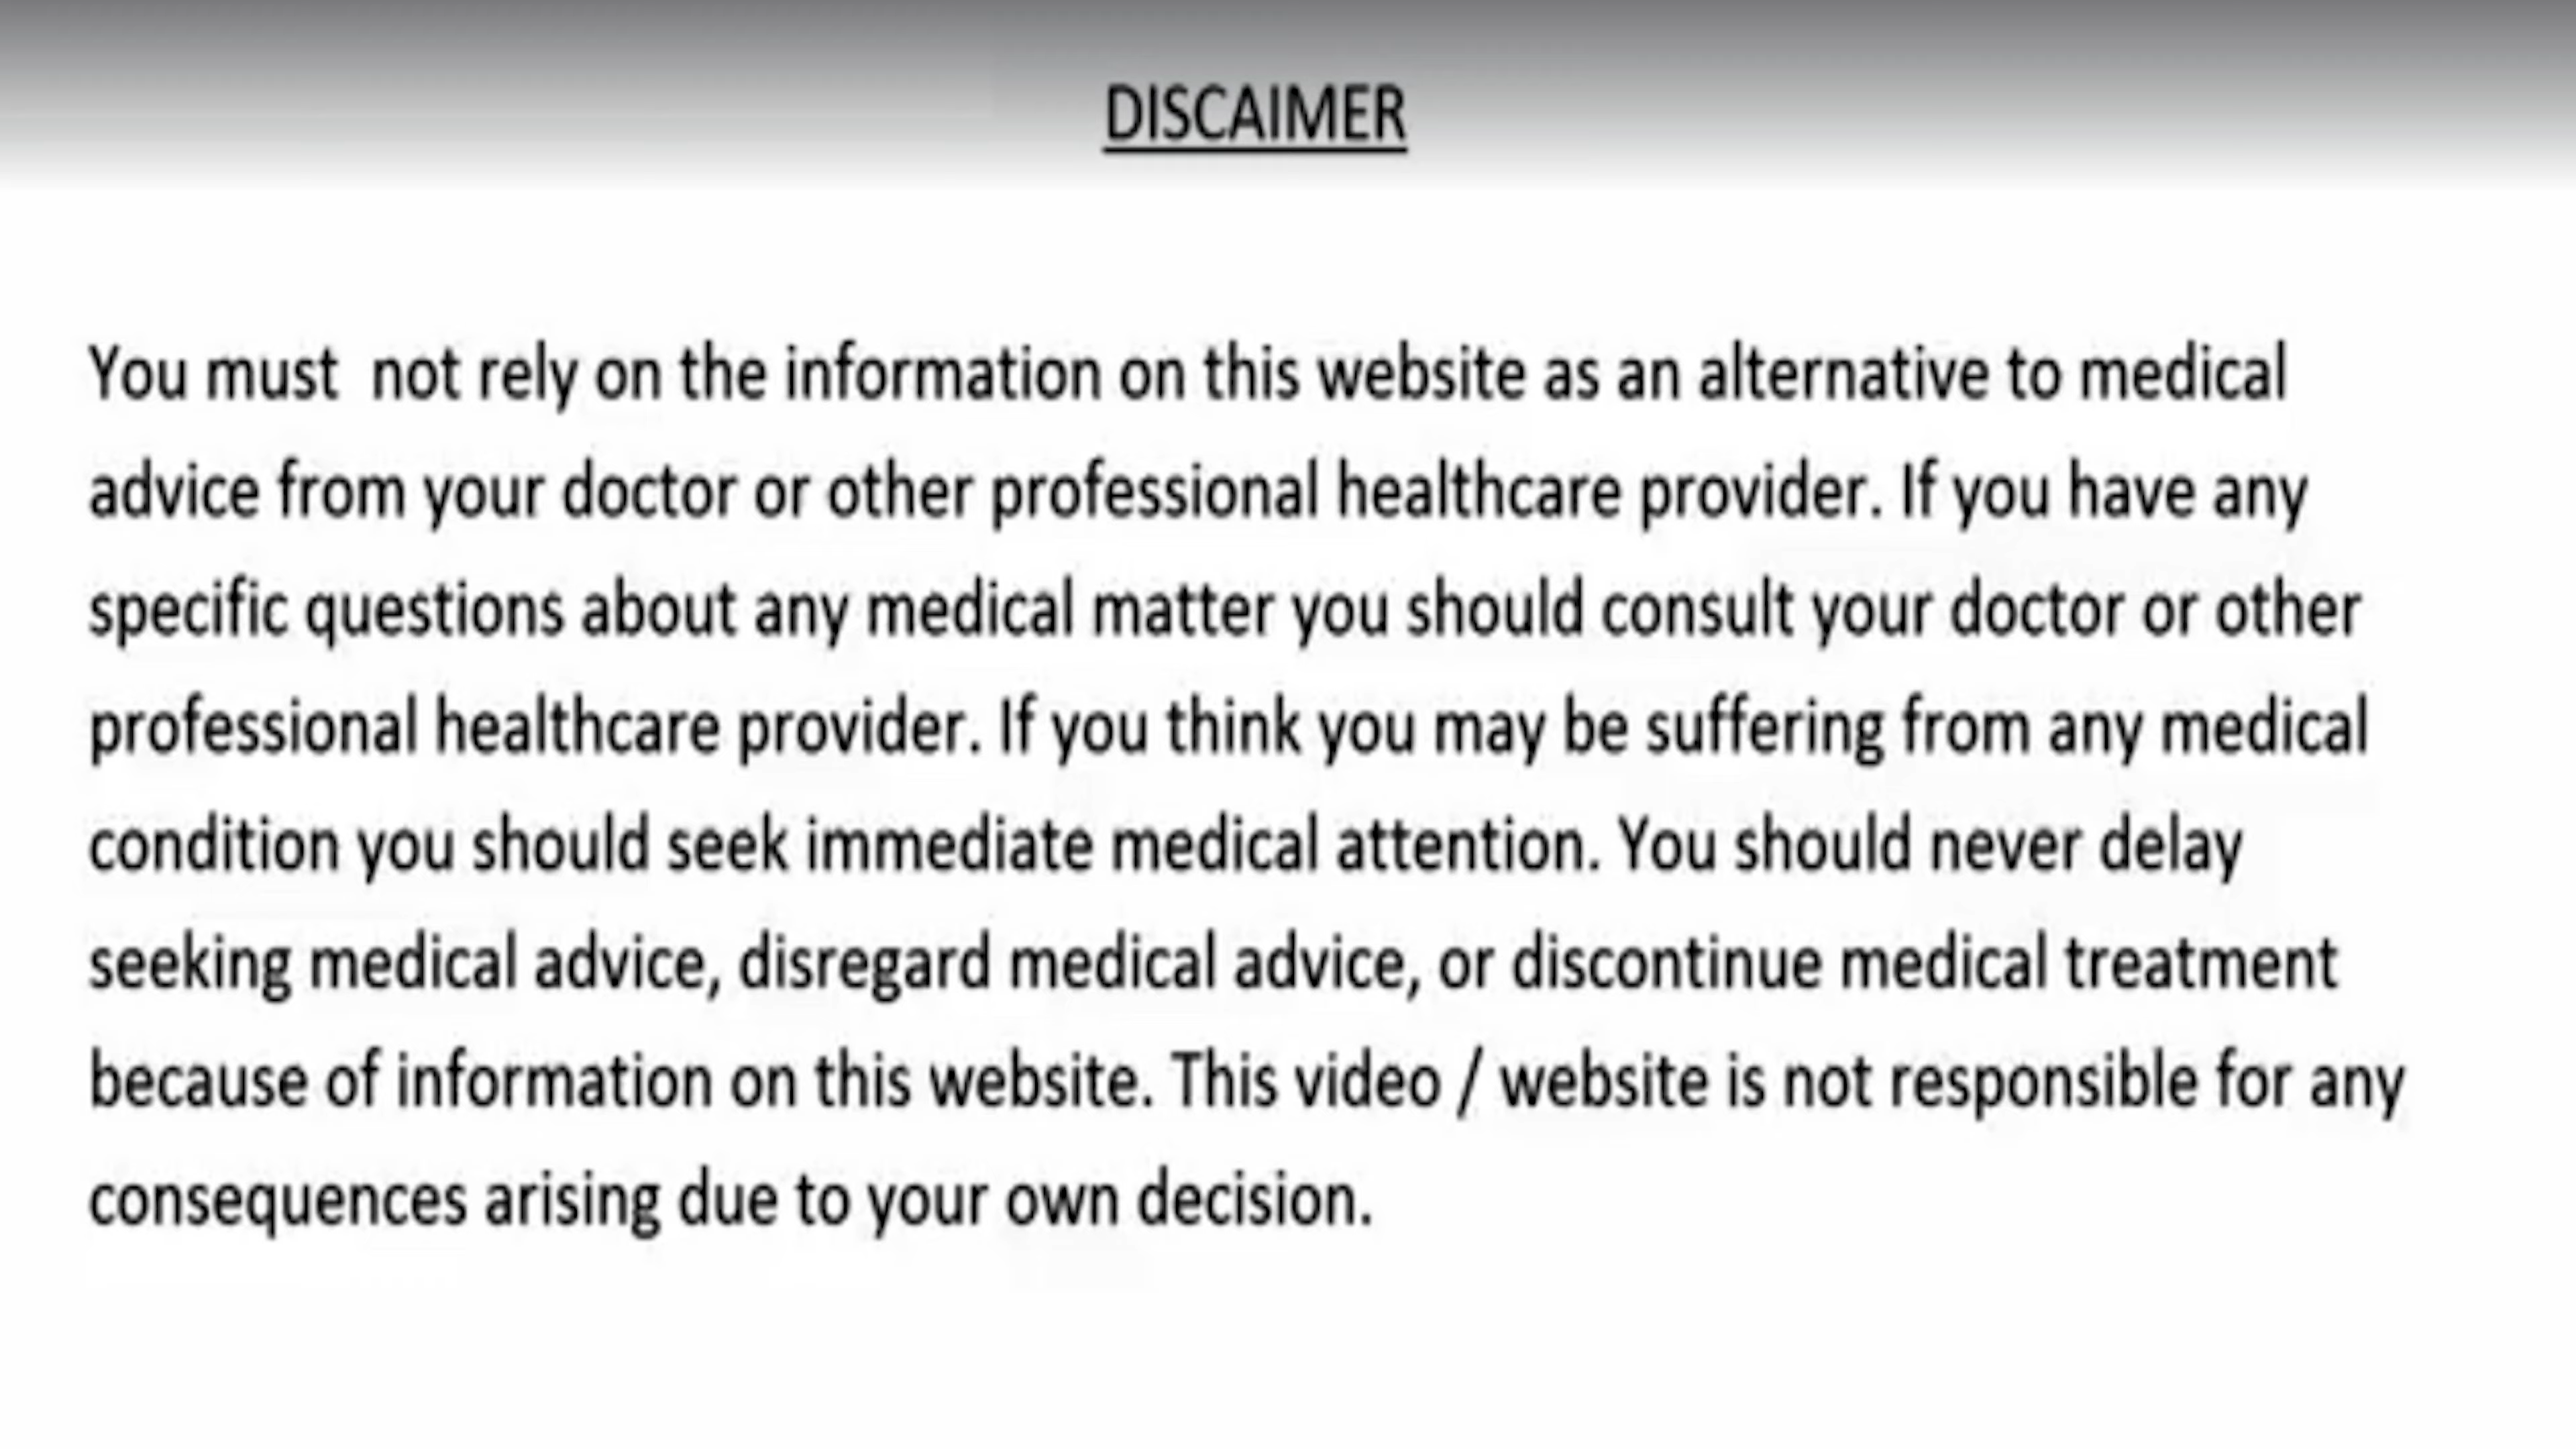 DISCAIMER
You must  not rely on the information on this website as an alternative to medical
advice from your doctor or other professional healthcare provider. If you have any
specific questions about any medical matter you should consult your doctor or other
professional healthcare provider. If you think you may be suffering from any medical
condition you should seek immediate medical attention. You should never delay
seeking medical advice, disregard medical advice, or discontinue medical treatment
because of information on this website. This video / website is not responsible for any
consequences arising due to your own decision.